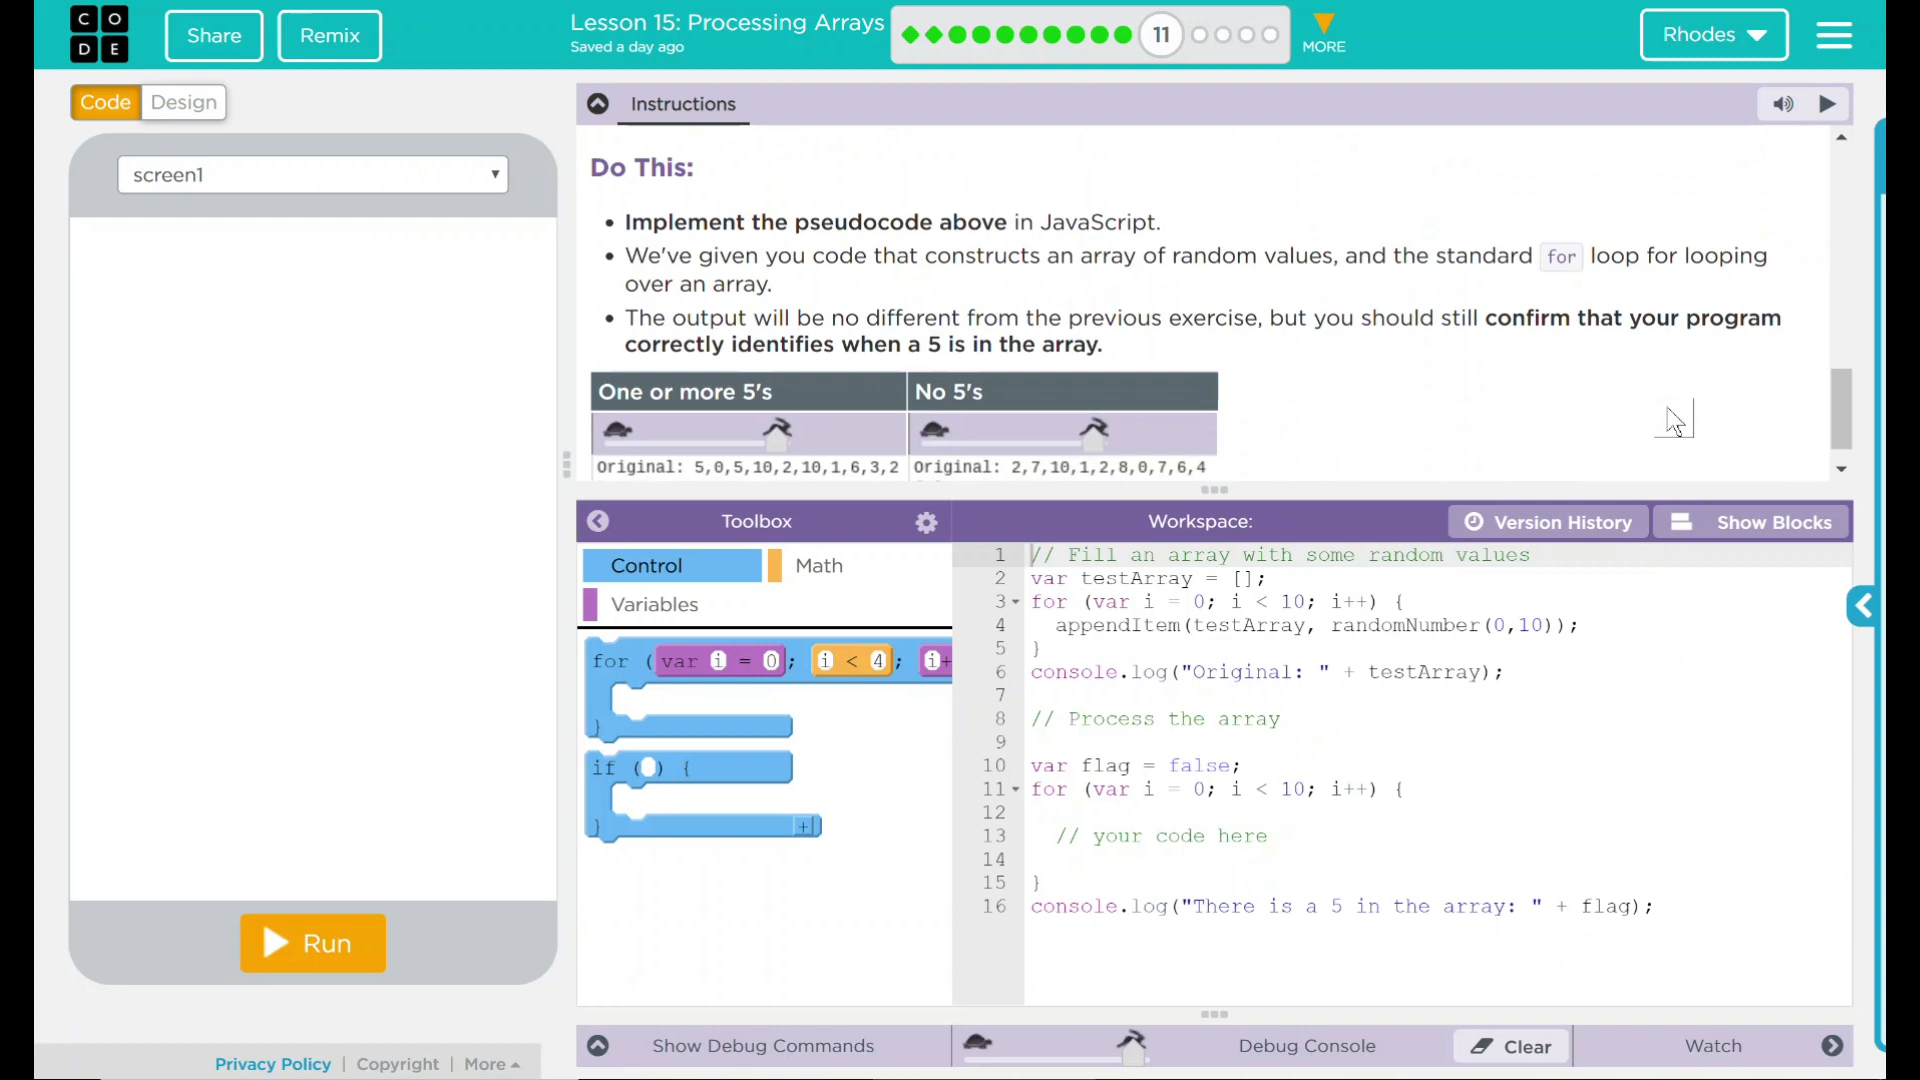 C O
D E
Share
Remix
Lesson 15: Processing Arrays
Saved a day ago
11
MORE
Rhodes
Code
Design
screen1
Run
Privacy Policy | Copyright | More
Instructions
Do This:
Implement the pseudocode above in JavaScript.
We've given you code that constructs an array of random values, and the standard for loop for looping
over an array.
The output will be no different from the previous exercise, but you should still confirm that your program
correctly identifies when a 5 is in the array.
One or more 5's No 5's
Original: 5,0,5,10,2,10,1,6,3,2 Original: 2,7,10,1,2,8,0,7,6,4
Toolbox
Workspace:
Version History
Show Blocks
Control
Math
Variables
for ( var i = 0 ; i < 4 ; i+
}
if ( ) {
} +
1 // Fill an array with some random values
2 var testArray = [];
3 for (var i = 0; i < 10; i++) {
4 appendItem(testArray, randomNumber(0,10));
5 }
6 console.log("Original: " + testArray);
7
8 // Process the array
9
10 var flag = false;
11 for (var i = 0; i < 10; i++) {
12
13 // your code here
14
15 }
16 console.log("There is a 5 in the array: " + flag);
Show Debug Commands
Debug Console
Clear
Watch